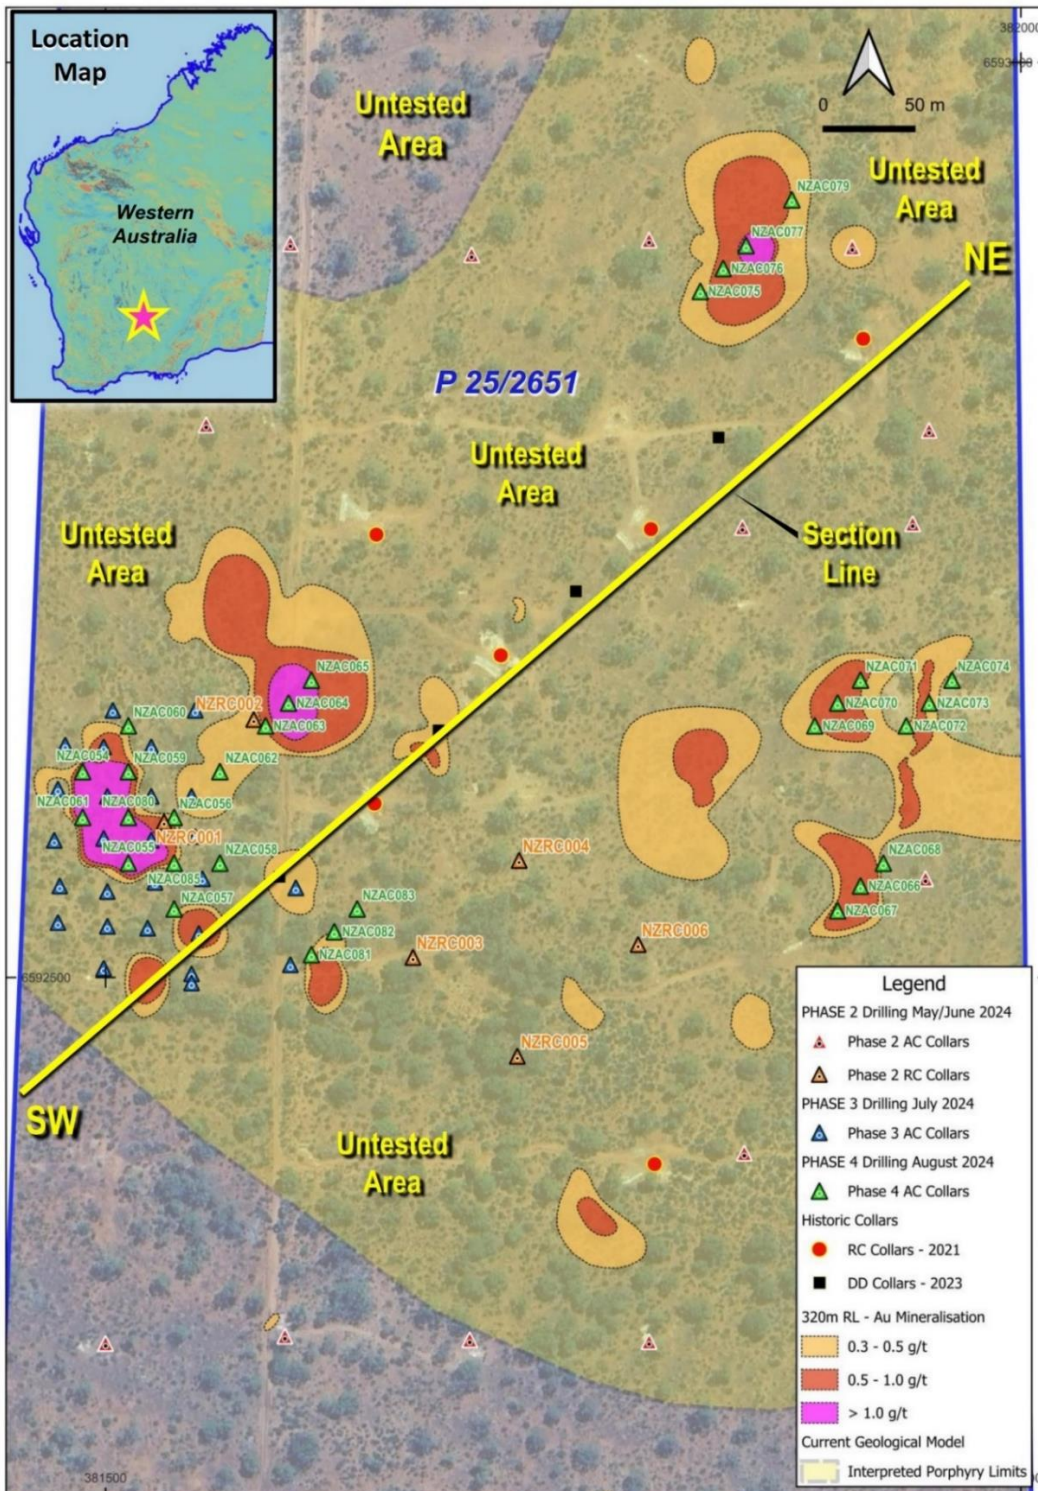 Location
Map
Western
Australia
382000
6593000
0 50 m
Untested
Area
Untested
Area
NZAC079
NZAC077
NZAC076
NZAC075
NE
P 25/2651
Untested
Area
Untested
Area
Section
Line
NZAC065
NZAC064
NZRC002
NZAC063
NZAC060
NZAC054
NZAC059
NZAC062
NZAC061
NZAC080
NZAC056
NZRC001
NZAC055
NZAC058
NZAC085
NZAC057
NZAC071
NZAC074
NZAC070
NZAC073
NZAC069
NZAC072
NZRC004
NZAC068
NZAC066
NZAC067
NZAC083
NZAC082
NZAC081
NZRC003
NZRC006
6592500
NZRC005
SW
Untested
Area
381500
Legend
PHASE 2 Drilling May/June 2024
Phase 2 AC Collars
Phase 2 RC Collars
PHASE 3 Drilling July 2024
Phase 3 AC Collars
PHASE 4 Drilling August 2024
Phase 4 AC Collars
Historic Collars
RC Collars - 2021
DD Collars - 2023
320m RL - Au Mineralisation
0.3 - 0.5 g/t
0.5 - 1.0 g/t
> 1.0 g/t
Current Geological Model
Interpreted Porphyry Limits